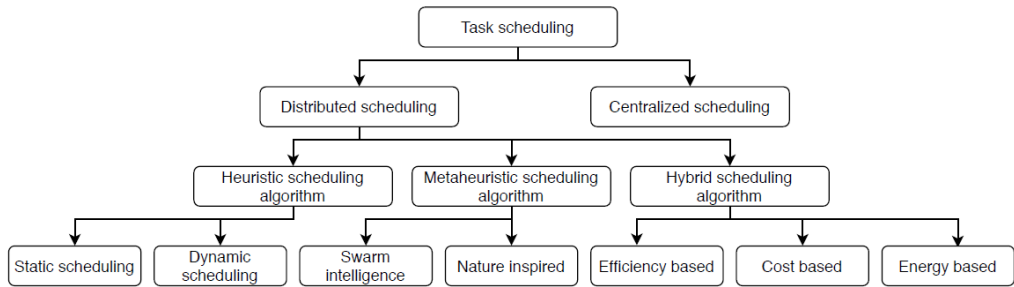 Task scheduling
Distributed scheduling
Centralized scheduling
Heuristic scheduling
algorithm
Metaheuristic scheduling
algorithm
Hybrid scheduling
algorithm
Static scheduling
Dynamic
scheduling
Swarm
intelligence
Nature inspired
Efficiency based
Cost based
Energy based